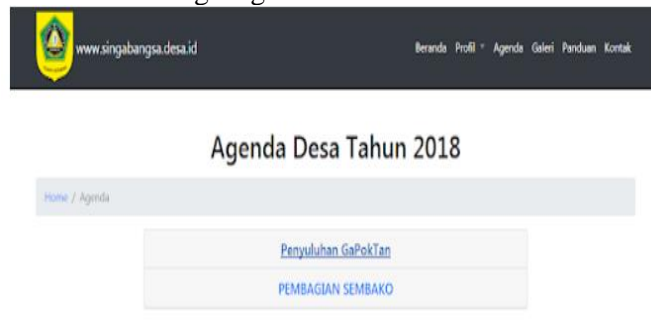 www.singabangsa.desa.id
Beranda Profil Agenda Galeri Panduan Kontak
Agenda Desa Tahun 2018
Home / Agenda
Penyuluhan GaPokTan
PEMBAGIAN SEMBAKO